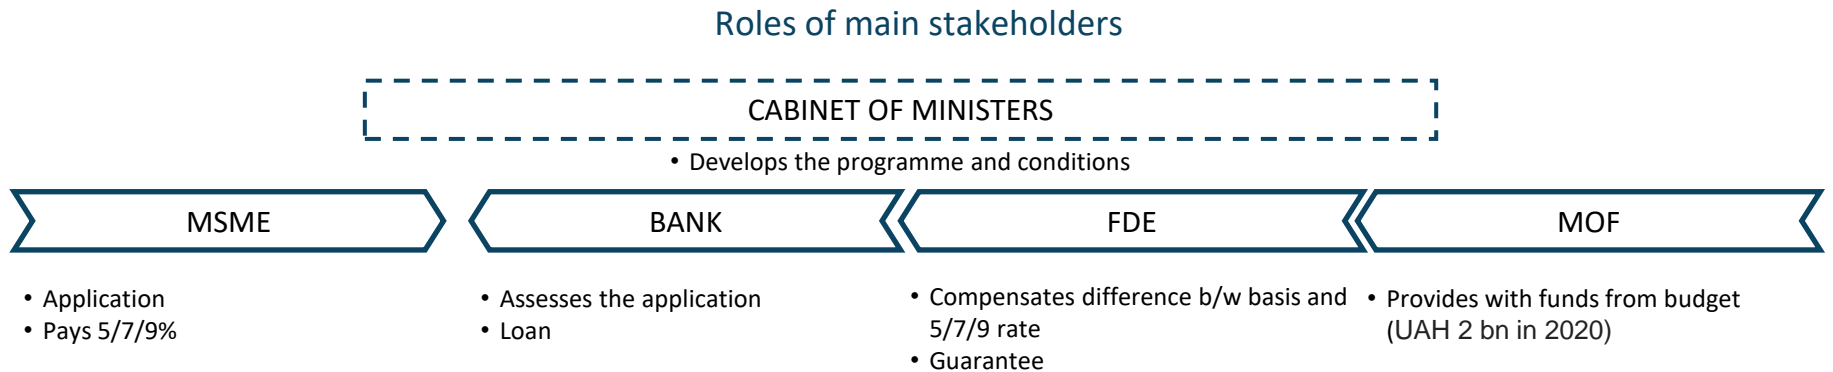 Roles of main stakeholders
CABINET OF MINISTERS
• Develops the programme and conditions
MSME
BANK
FDE
MOF
• Application
• Pays 5/7/9%
• Assesses the application
• Loan
• Compensates difference b/w basis and
5/7/9 rate
• Guarantee
• Provides with funds from budget
(UAH 2 bn in 2020)